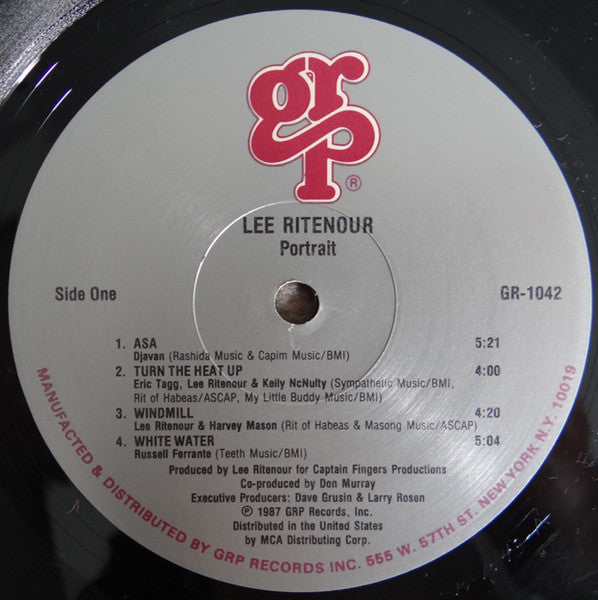 grp®
LEE RITENOUR
Portrait
Side One
GR-1042
1. ASA 5:21
Djavan (Rashida Music & Capim Music/BMI)
2. TURN THE HEAT UP 4:00
Eric Tagg, Lee Ritenour & Keily NcNulty (Sympathetic Music/BMI),
Rit of Habeas/ASCAP, My Little Buddy Music/BMI)
3. WINDMILL 4:20
Lee Ritenour & Harvey Mason (Rit of Habeas & Masong Music/ASCAP)
4. WHITE WATER 5:04
Russell Ferrante (Teeth Music/BMI)
Produced by Lee Ritenour for Captain Fingers Productions
Co-produced by Don Murray
Executive Producers: Dave Grusin & Larry Rosen
℗ 1987 GRP Records, Inc.
Distributed in the United States
by MCA Distributing Corp.
MANUFACTED & DISTRIBUTED BY GRP RECORDS INC. 555 W. 57TH ST. NEW YORK N.Y. 10019